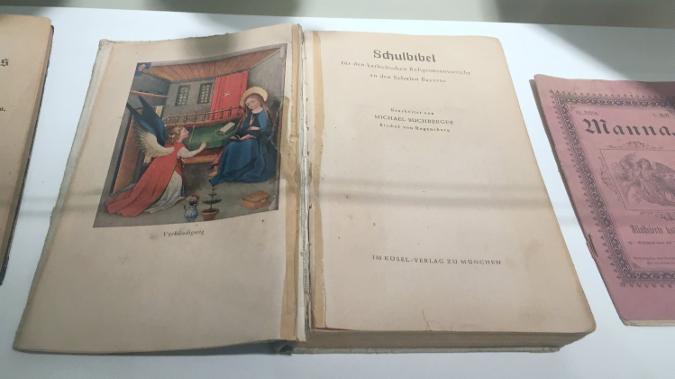 Verkündigung
Schulbibel
für den katholischen Religionsunterricht
an den Schulen Bayerns
Bearbeitet von
MICHAEL BUCHBERGER
Bischof von Regensburg
IM KÖSEL-VERLAG ZU MÜNCHEN
Manna